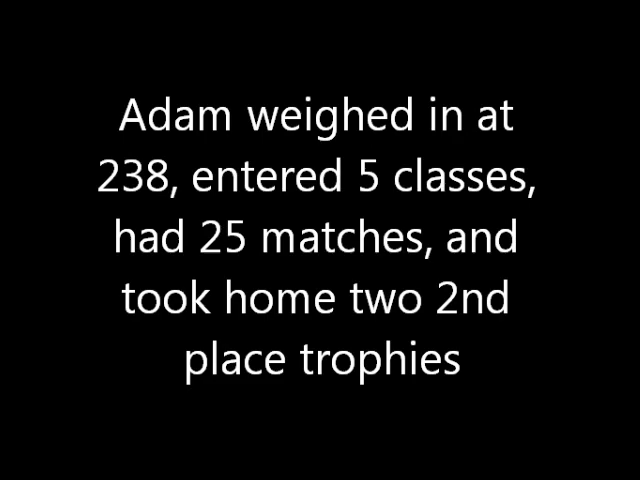 Adam weighed in at
238, entered 5 classes,
had 25 matches, and
took home two 2nd
place trophies